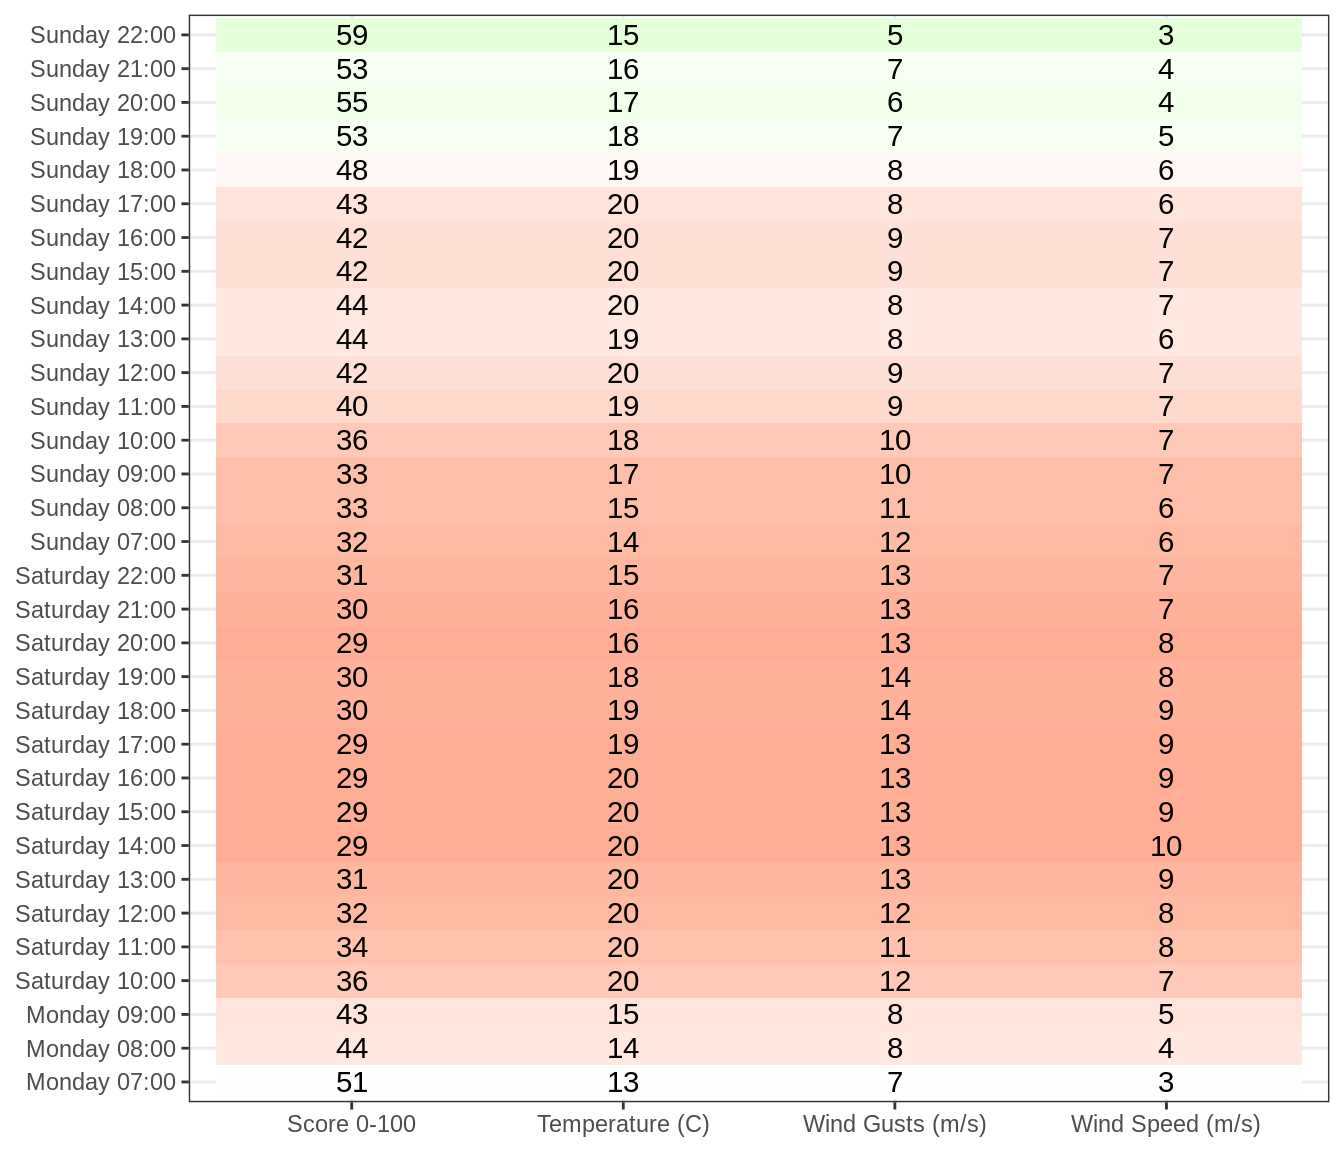 Sunday 22:00 59 15 5 3
Sunday 21:00 53 16 7 4
Sunday 20:00 55 17 6 4
Sunday 19:00 53 18 7 5
Sunday 18:00 48 19 8 6
Sunday 17:00 43 20 8 6
Sunday 16:00 42 20 9 7
Sunday 15:00 42 20 9 7
Sunday 14:00 44 20 8 7
Sunday 13:00 44 19 8 6
Sunday 12:00 42 20 9 7
Sunday 11:00 40 19 9 7
Sunday 10:00 36 18 10 7
Sunday 09:00 33 17 10 7
Sunday 08:00 33 15 11 6
Sunday 07:00 32 14 12 6
Saturday 22:00 31 15 13 7
Saturday 21:00 30 16 13 7
Saturday 20:00 29 16 13 8
Saturday 19:00 30 18 14 8
Saturday 18:00 30 19 14 9
Saturday 17:00 29 19 13 9
Saturday 16:00 29 20 13 9
Saturday 15:00 29 20 13 9
Saturday 14:00 29 20 13 10
Saturday 13:00 31 20 13 9
Saturday 12:00 32 20 12 8
Saturday 11:00 34 20 11 8
Saturday 10:00 36 20 12 7
Monday 09:00 43 15 8 5
Monday 08:00 44 14 8 4
Monday 07:00 51 13 7 3
Score 0-100 Temperature (C) Wind Gusts (m/s) Wind Speed (m/s)